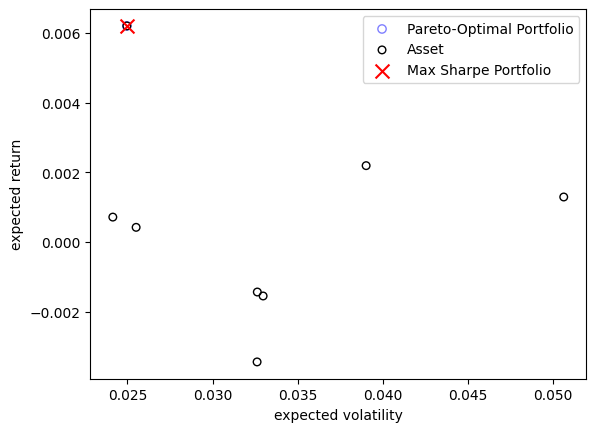 Pareto-Optimal Portfolio
Asset
Max Sharpe Portfolio
0.006
0.004
0.002
0.000
−0.002
expected return
0.025
0.030
0.035
0.040
0.045
0.050
expected volatility